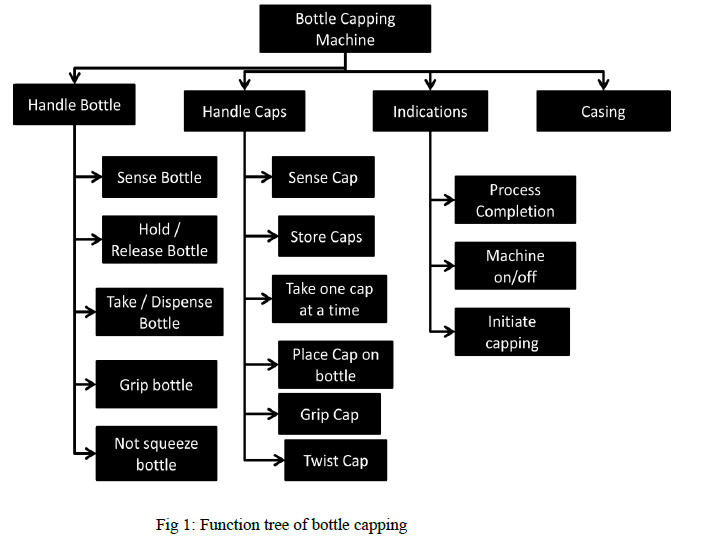 Bottle Capping
Machine
Handle Bottle
Handle Caps
Indications
Casing
Sense Bottle
Hold /
Release Bottle
Take / Dispense
Bottle
Grip bottle
Not squeeze
bottle
Sense Cap
Store Caps
Take one cap
at a time
Place Cap on
bottle
Grip Cap
Twist Cap
Process
Completion
Machine
on/off
Initiate
capping
Fig 1: Function tree of bottle capping